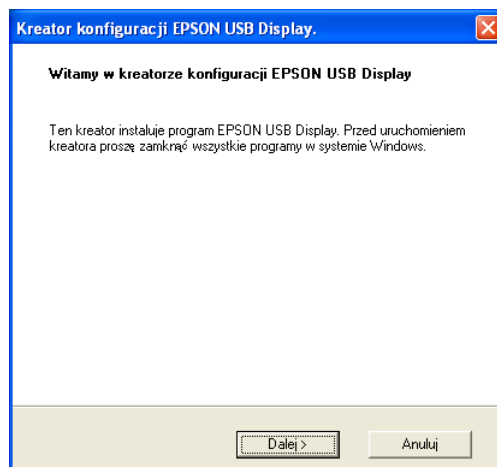 Kreator konfiguracji EPSON USB Display.
Witamy w kreatorze konfiguracji EPSON USB Display
Ten kreator instaluje program EPSON USB Display. Przed uruchomieniem
kreatora proszę zamknąć wszystkie programy w systemie Windows.
Dalej >
Anuluj